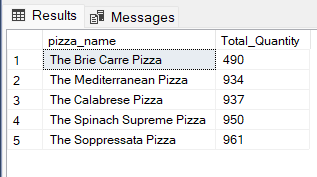 Results Messages
pizza_name Total_Quantity
1 The Brie Carre Pizza 490
2 The Mediterranean Pizza 934
3 The Calabrese Pizza 937
4 The Spinach Supreme Pizza 950
5 The Soppressata Pizza 961